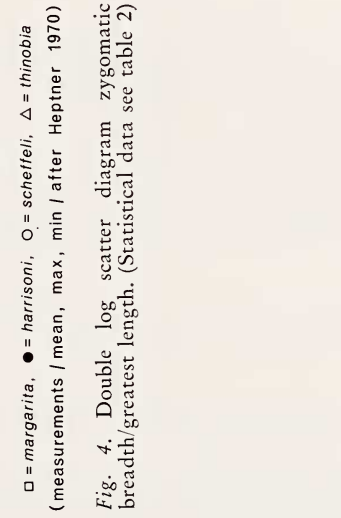 □ = margarita, ● = harrisoni, ○ = scheffeli, △ = thinobia
(measurements / mean, max, min / after Heptner 1970)
Fig. 4. Double log scatter diagram zygomatic
breadth/greatest length. (Statistical data see table 2)